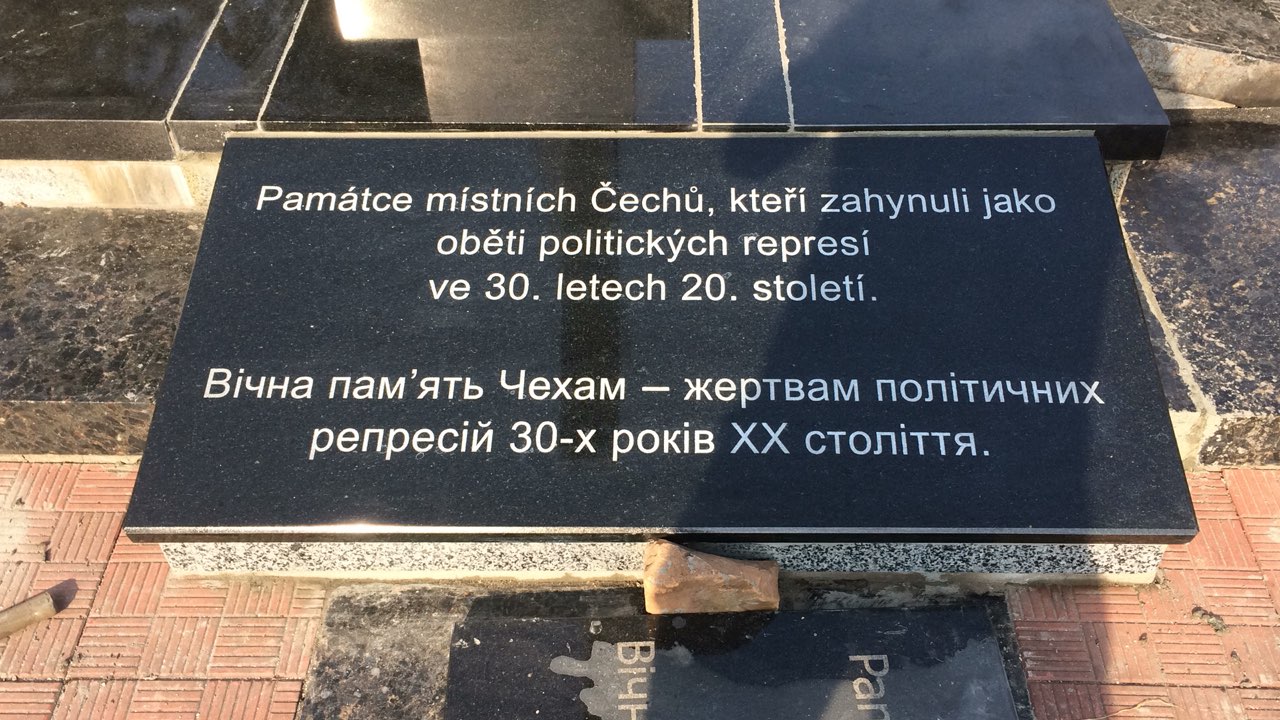 Památce místních Čechů, kteří zahynuli jako
oběti politických represí
ve 30. letech 20. století.
Вічна пам’ять Чехам – жертвам політичних
репресій 30-х років ХХ століття.